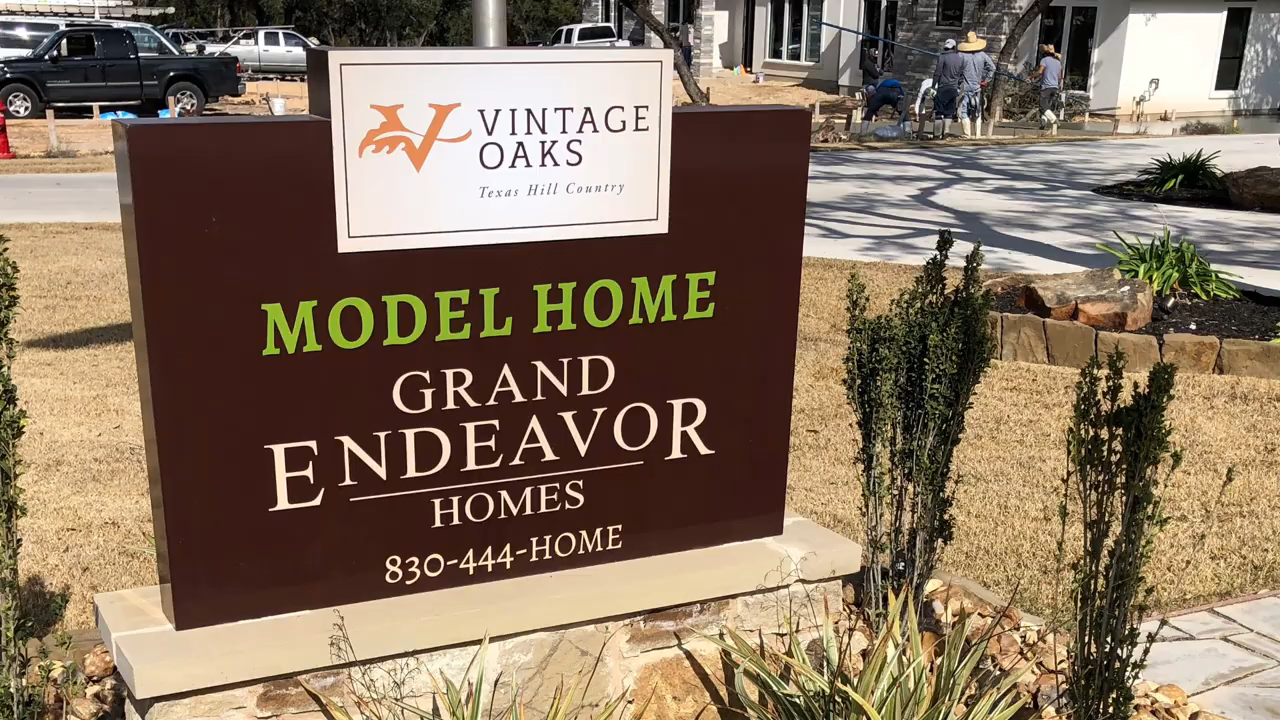 VINTAGE
OAKS
Texas Hill Country
MODEL HOME
GRAND
ENDEAVOR
HOMES
830-444-HOME